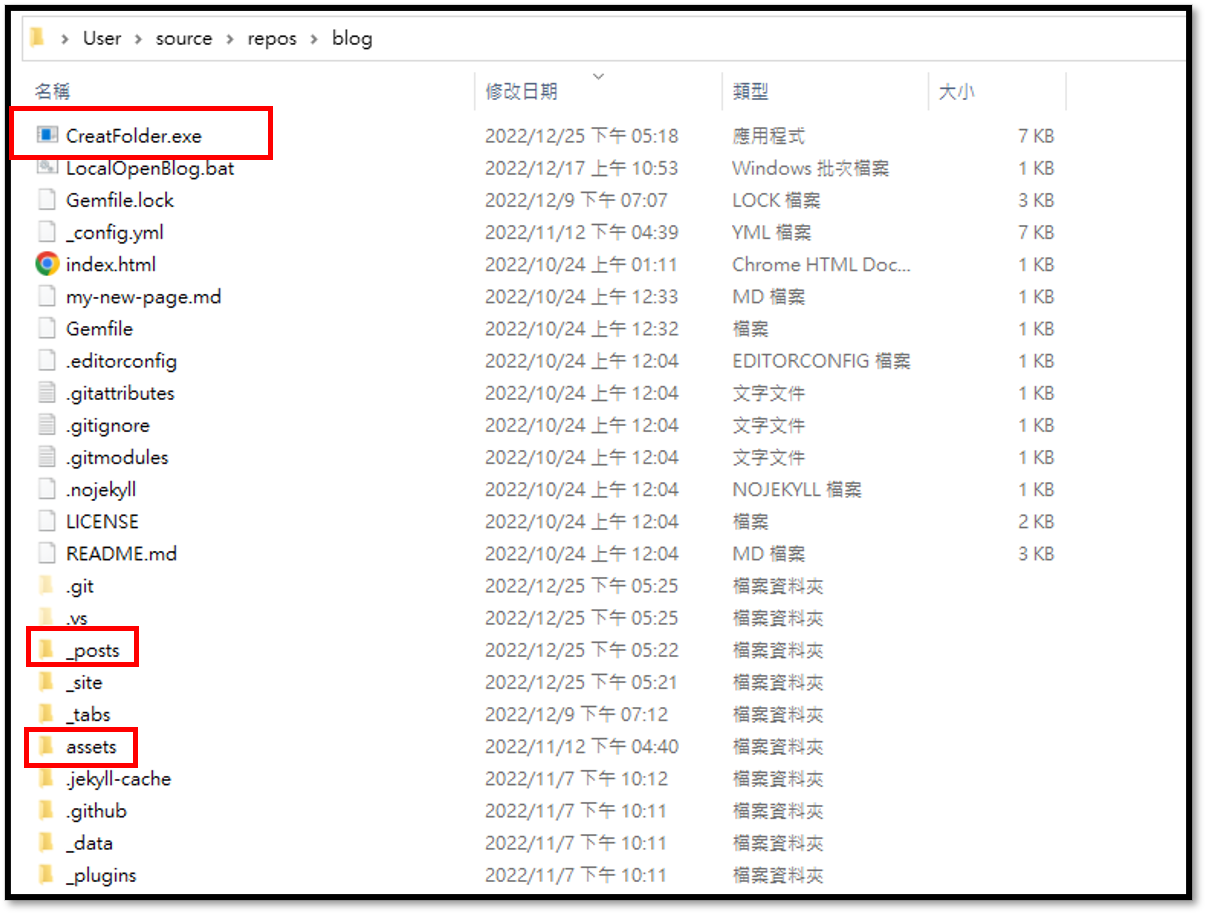 › User › source › repos › blog
名稱 修改日期 類型 大小
CreatFolder.exe 2022/12/25 下午 05:18 應用程式 7 KB
LocalOpenBlog.bat 2022/12/17 上午 10:53 Windows 批次檔案 1 KB
Gemfile.lock 2022/12/9 下午 07:07 LOCK 檔案 3 KB
_config.yml 2022/11/12 下午 04:39 YML 檔案 7 KB
index.html 2022/10/24 上午 01:11 Chrome HTML Doc... 1 KB
my-new-page.md 2022/10/24 上午 12:33 MD 檔案 1 KB
Gemfile 2022/10/24 上午 12:32 檔案 1 KB
.editorconfig 2022/10/24 上午 12:04 EDITORCONFIG 檔案 1 KB
.gitattributes 2022/10/24 上午 12:04 文字文件 1 KB
.gitignore 2022/10/24 上午 12:04 文字文件 1 KB
.gitmodules 2022/10/24 上午 12:04 文字文件 1 KB
.nojekyll 2022/10/24 上午 12:04 NOJEKYLL 檔案 1 KB
LICENSE 2022/10/24 上午 12:04 檔案 2 KB
README.md 2022/10/24 上午 12:04 MD 檔案 3 KB
.git 2022/12/25 下午 05:25 檔案資料夾
.vs 2022/12/25 下午 05:25 檔案資料夾
_posts 2022/12/25 下午 05:22 檔案資料夾
_site 2022/12/25 下午 05:21 檔案資料夾
_tabs 2022/12/9 下午 07:12 檔案資料夾
assets 2022/11/12 下午 04:40 檔案資料夾
.jekyll-cache 2022/11/7 下午 10:12 檔案資料夾
.github 2022/11/7 下午 10:11 檔案資料夾
_data 2022/11/7 下午 10:11 檔案資料夾
_plugins 2022/11/7 下午 10:11 檔案資料夾